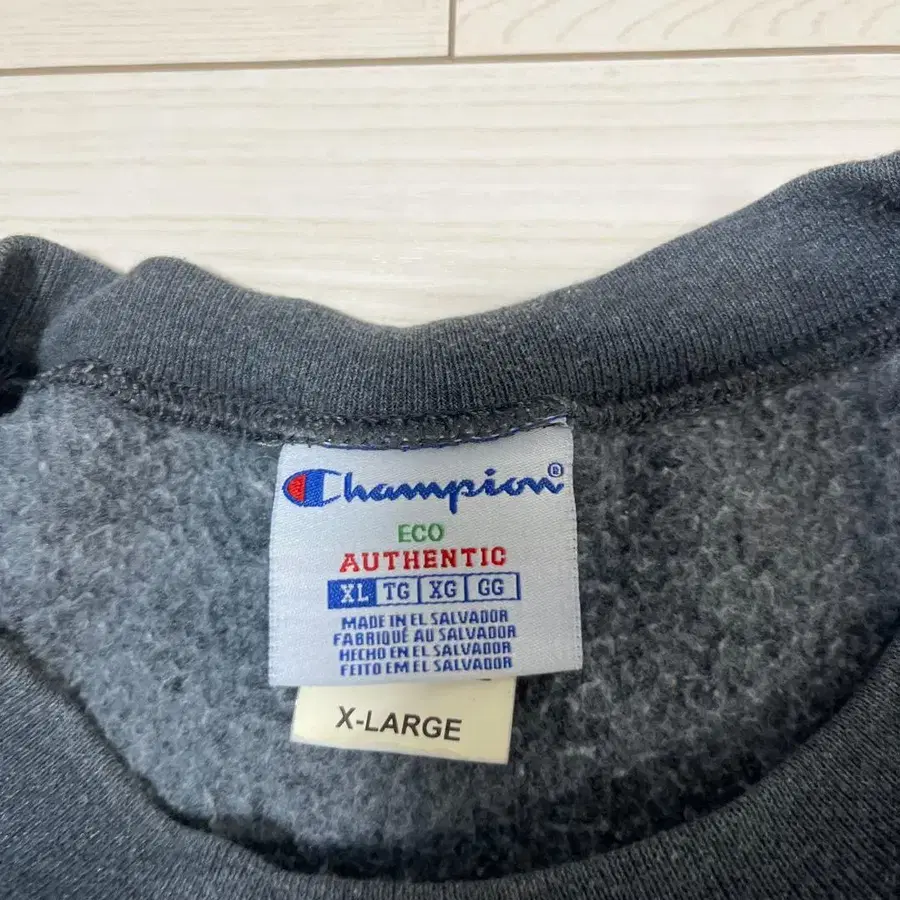 Champion®
ECO
AUTHENTIC
XL TG XG GG
MADE IN EL SALVADOR
FABRIQUÉ AU SALVADOR
HECHO EN EL SALVADOR
FEITO EM EL SALVADOR
X-LARGE